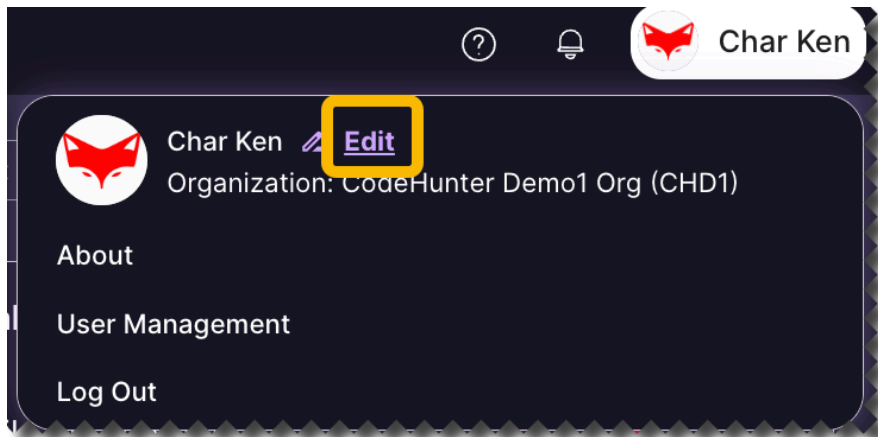 Char Ken
Char Ken Edit
Organization: CodeHunter Demo1 Org (CHD1)
About
User Management
Log Out